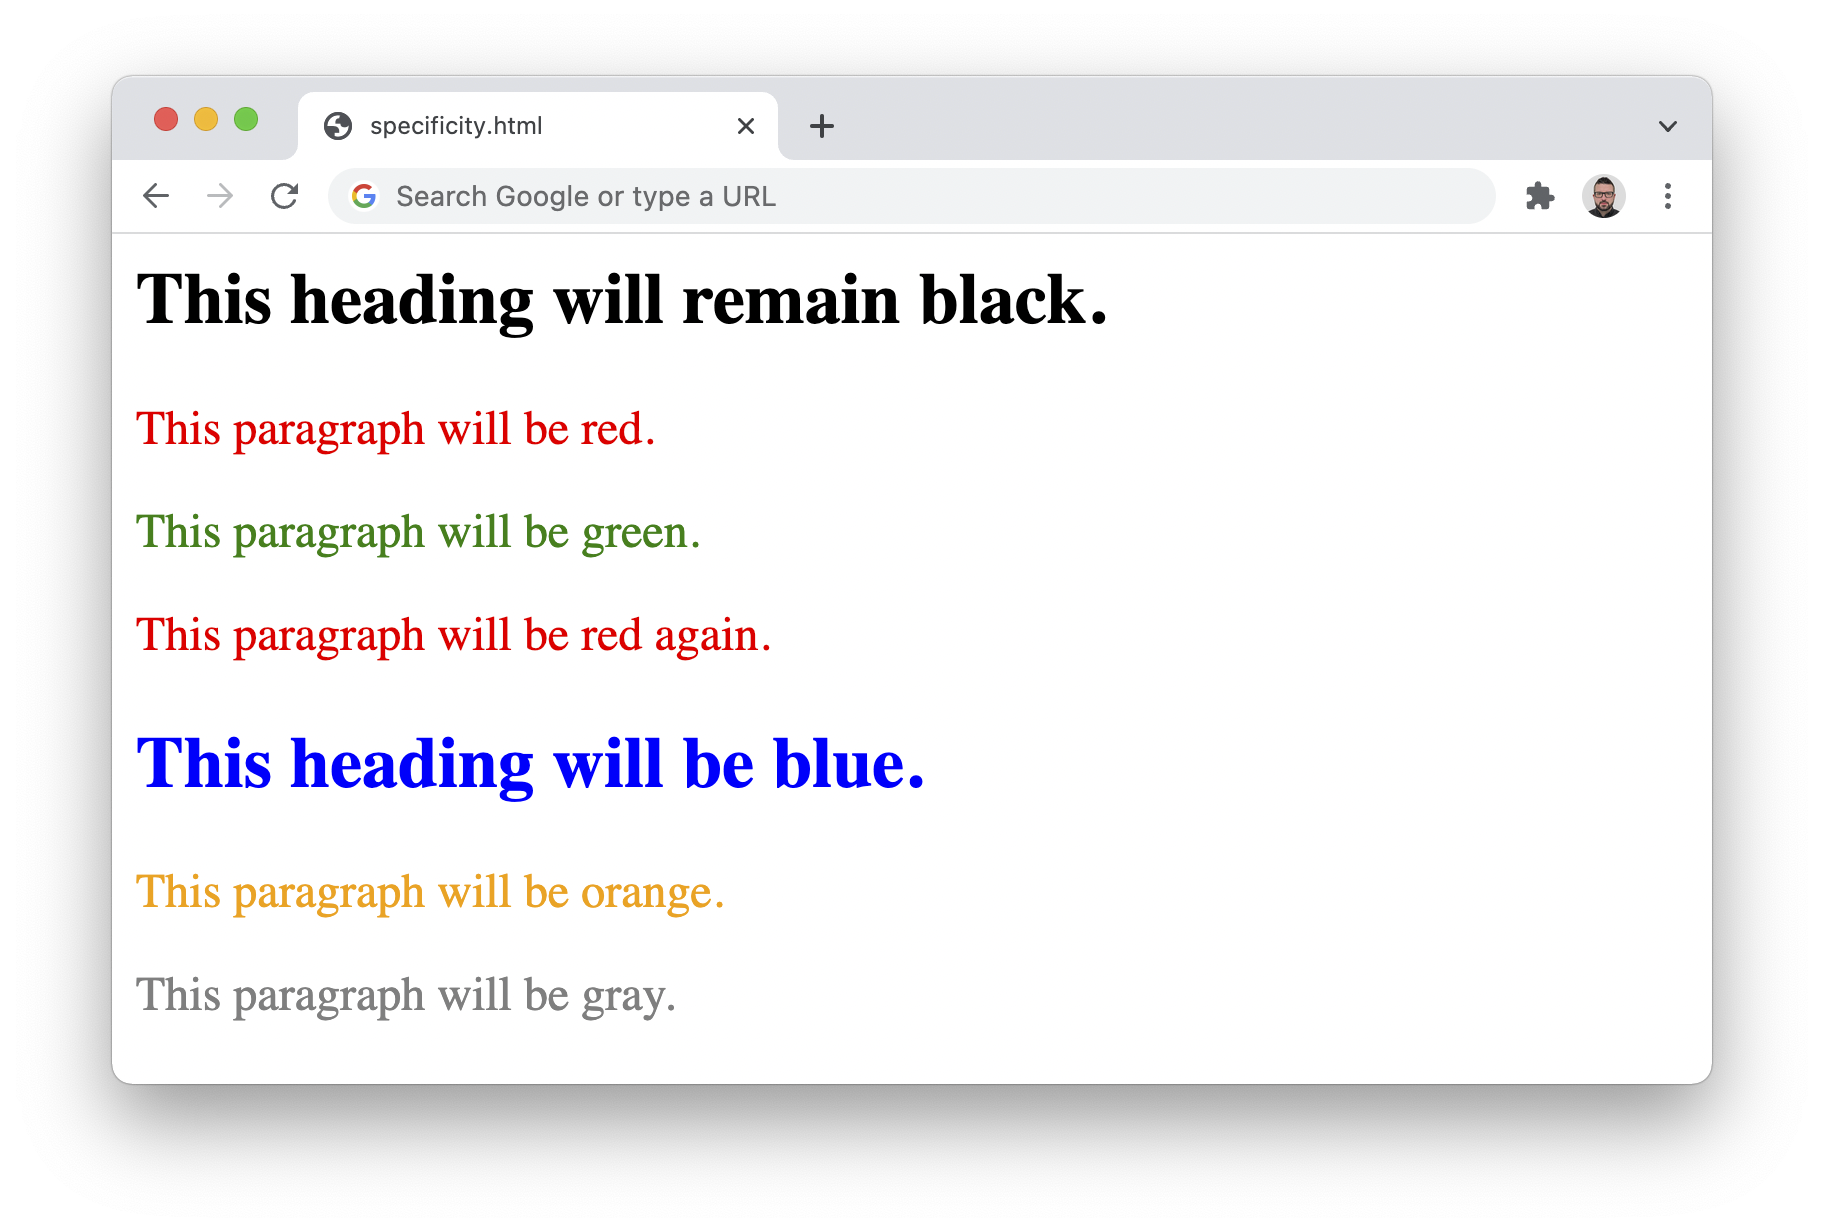 specificity.html
Search Google or type a URL
This heading will remain black.
This paragraph will be red.
This paragraph will be green.
This paragraph will be red again.
This heading will be blue.
This paragraph will be orange.
This paragraph will be gray.